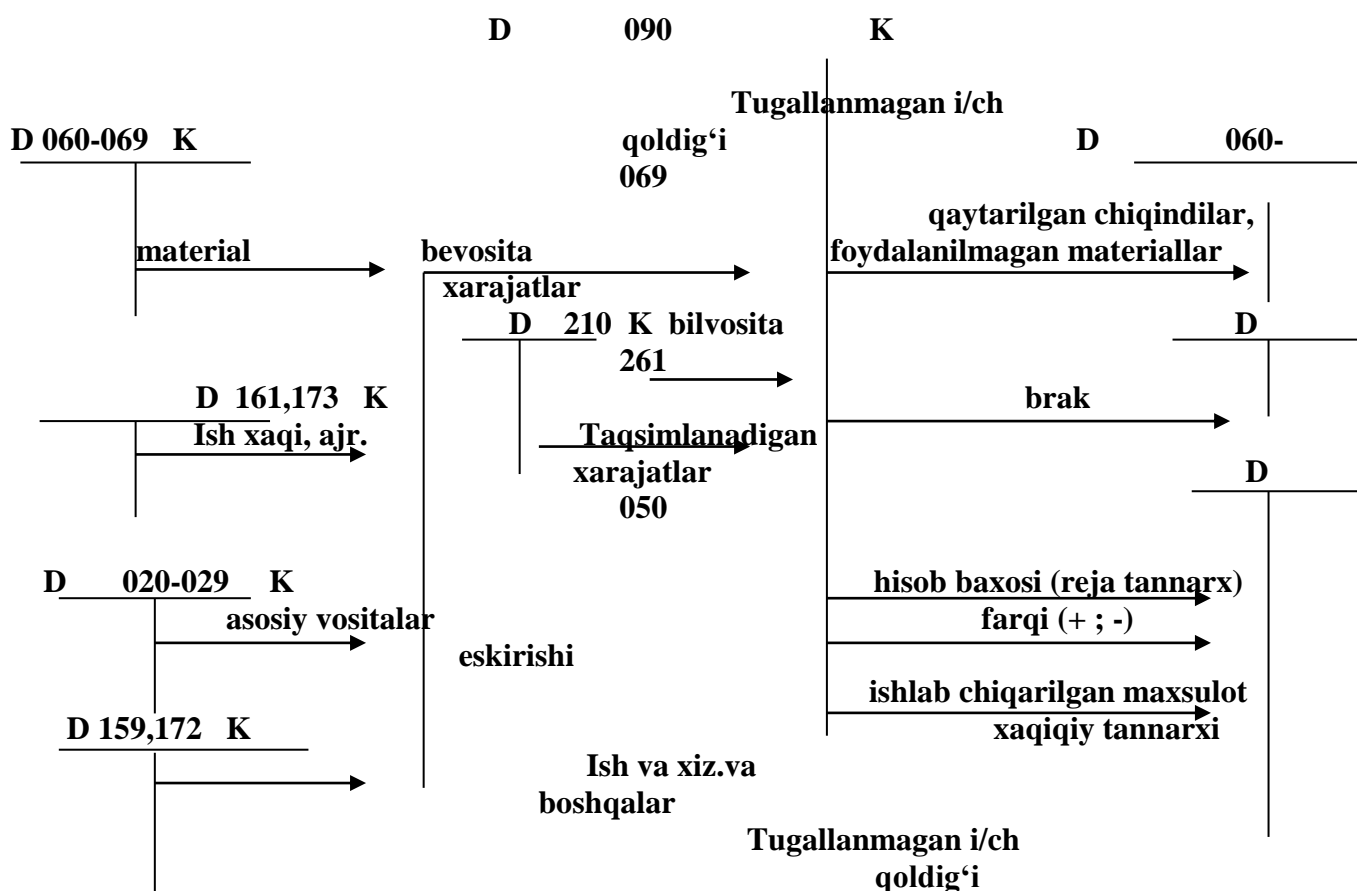 D 090 K
Tugallanmagan i/ch
D 060-069 K qoldig‘i D 060-
069
qaytarilgan chiqindilar,
material bevosita foydalanilmagan materiallar
xarajatlar
D 210 K bilvosita D
261
D 161,173 K brak
Ish xaqi, ajr. Taqsimlanadigan
xarajatlar D
050
D 020-029 K hisob baxosi (reja tannarx)
asosiy vositalar farqi (+ ; -)
eskirishi
ishlab chiqarilgan maxsulot
D 159,172 K xaqiqiy tannarxi
Ish va xiz.va
boshqalar
Tugallanmagan i/ch
qoldig‘i